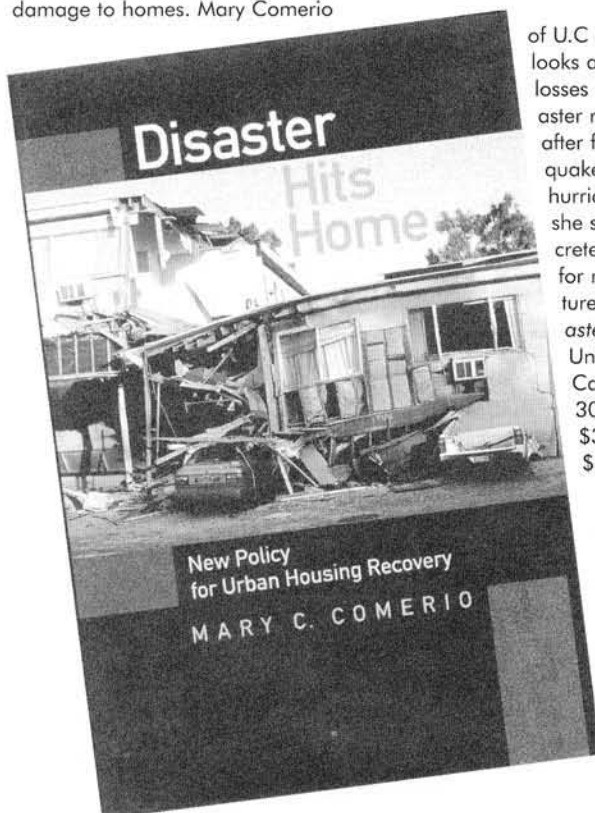 damage to homes. Mary Comerio
of U.C
looks a
losses
aster r
after f
quake
hurric
she s
crete
for r
ture
aste
Un
Ca
30
$3
$
Disaster
Hits
Home
New Policy
for Urban Housing Recovery
MARY C. COMERIO